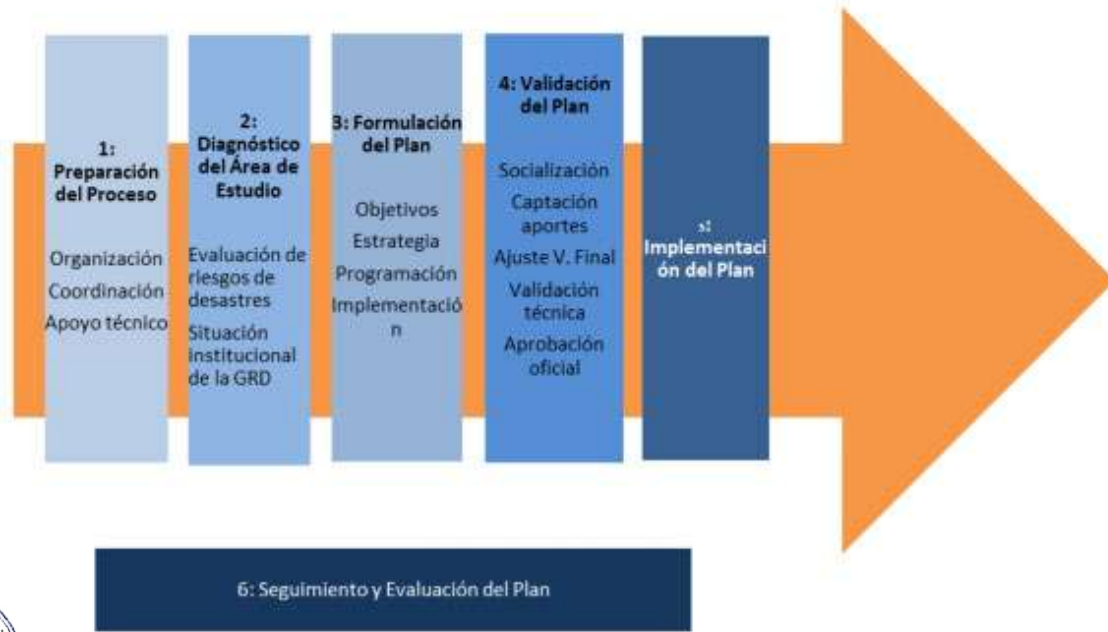 1:
Preparación
del Proceso
Organización
Coordinación
Apoyo técnico
2:
Diagnóstico
del Área de
Estudio
Evaluación de
riesgos de
desastres
Situación
institucional
de la GRD
3: Formulación
del Plan
Objetivos
Estrategia
Programación
Implementació
n
4: Validación
del Plan
Socialización
Captación
aportes
Ajuste V. Final
Validación
técnica
Aprobación
oficial
5:
Implementaci
ón del Plan
6: Seguimiento y Evaluación del Plan